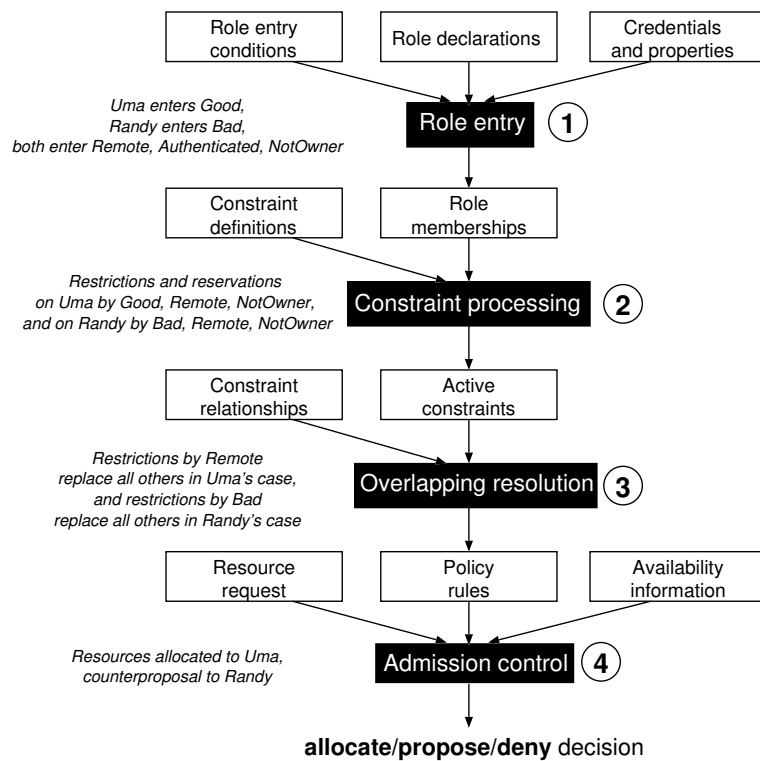 Role entry
conditions
Role declarations
Credentials
and properties
Uma enters Good,
Randy enters Bad,
both enter Remote, Authenticated, NotOwner
Role entry
1
Constraint
definitions
Role
memberships
Restrictions and reservations
on Uma by Good, Remote, NotOwner,
and on Randy by Bad, Remote, NotOwner
Constraint processing
2
Constraint
relationships
Active
constraints
Restrictions by Remote
replace all others in Uma's case,
and restrictions by Bad
replace all others in Randy's case
Overlapping resolution
3
Resource
request
Policy
rules
Availability
information
Resources allocated to Uma,
counterproposal to Randy
Admission control
4
allocate/propose/deny decision